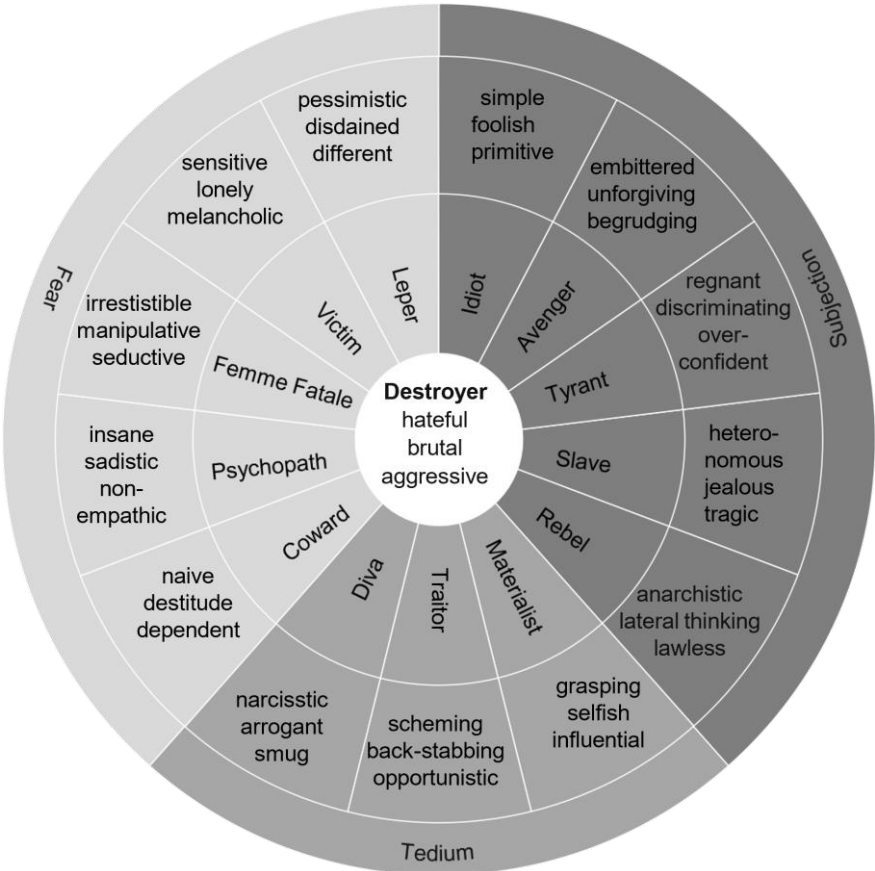 Destroyer
hateful
brutal
aggressive
Subjection
Idiot
simple
foolish
primitive
Avenger
embittered
unforgiving
begrudging
Tyrant
regnant
discriminating
over-
confident
Slave
hetero-
nomous
jealous
tragic
Rebel
anarchistic
lateral thinking
lawless
Tedium
Materialist
grasping
selfish
influential
Traitor
scheming
back-stabbing
opportunistic
Diva
narcisstic
arrogant
smug
Fear
Coward
naive
destitude
dependent
Psychopath
insane
sadistic
non-
empathic
Femme Fatale
irrestistible
manipulative
seductive
Victim
sensitive
lonely
melancholic
Leper
pessimistic
disdained
different